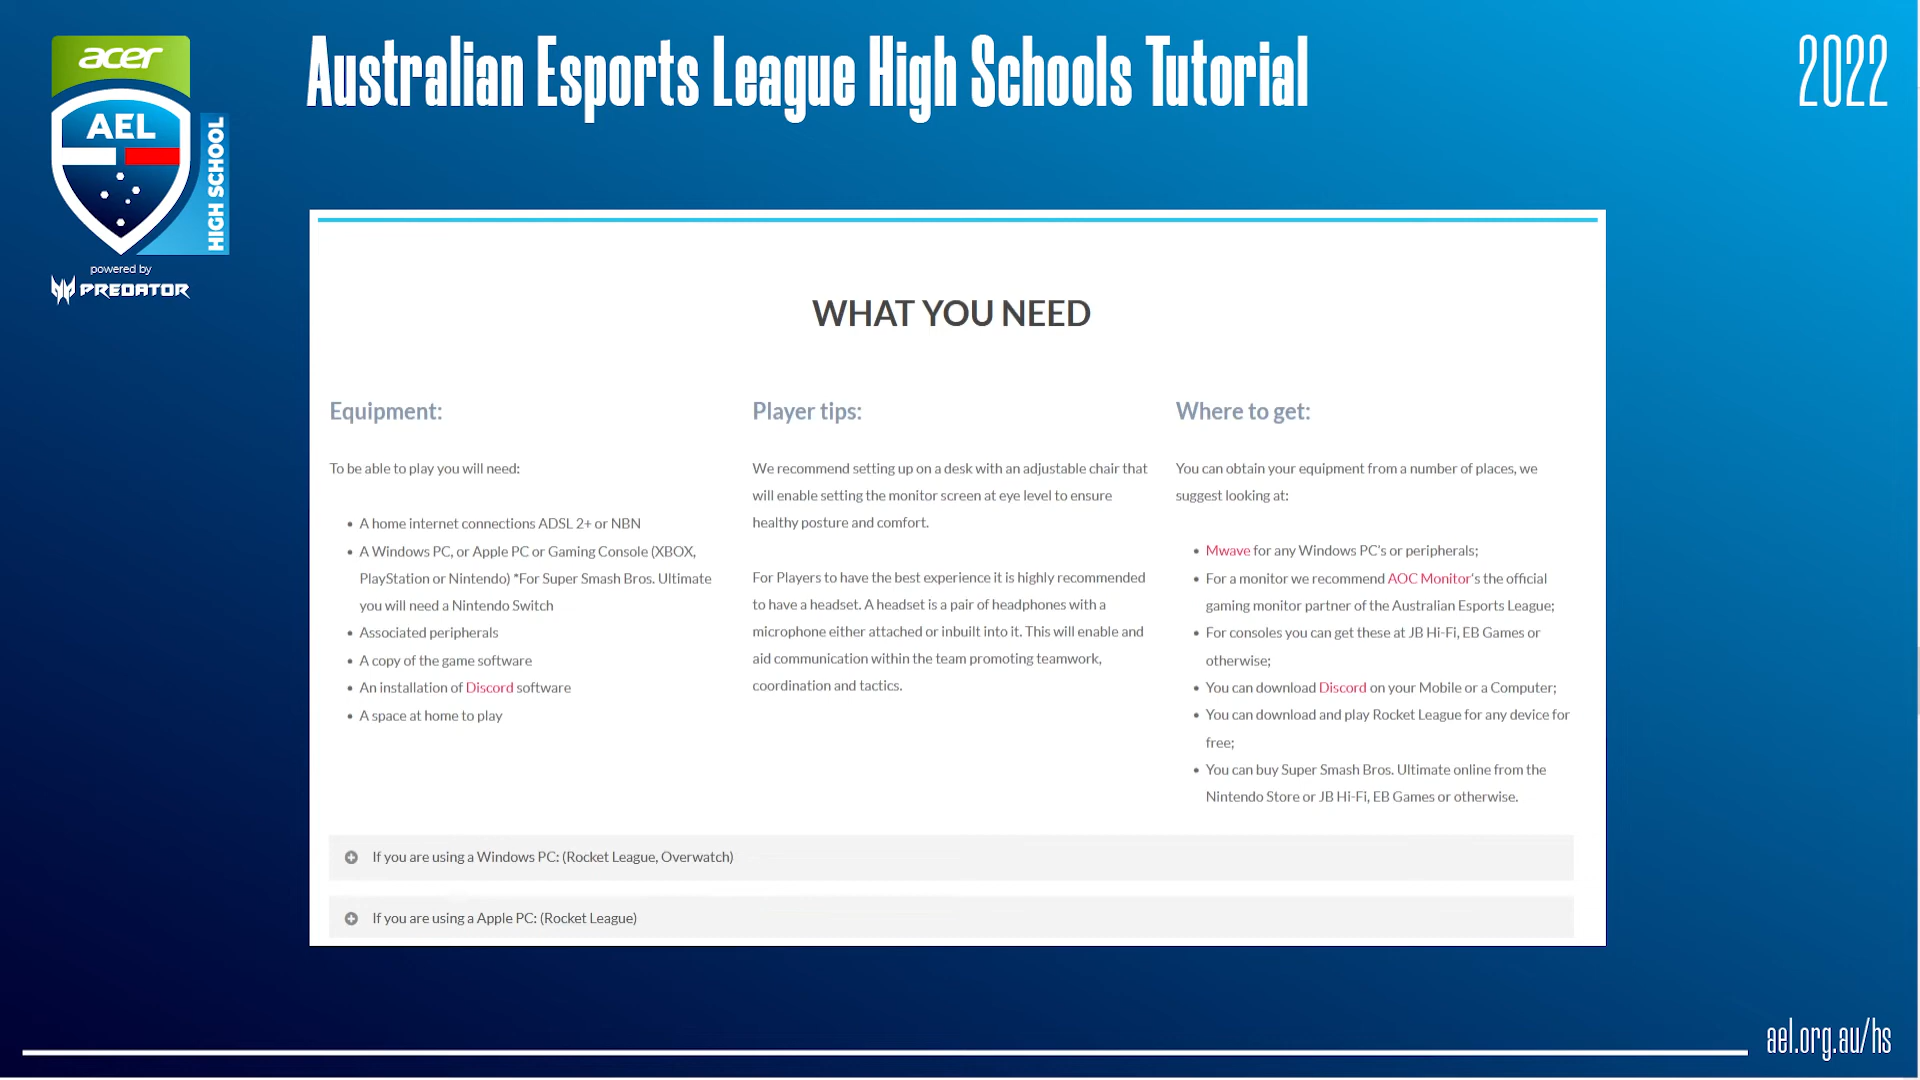 acer
AEL
HIGH SCHOOL
powered by
PREDATOR
Australian Esports League High Schools Tutorial
2022
WHAT YOU NEED
Equipment:
To be able to play you will need:
• A home internet connections ADSL 2+ or NBN
• A Windows PC, or Apple PC or Gaming Console (XBOX,
PlayStation or Nintendo) *For Super Smash Bros. Ultimate
you will need a Nintendo Switch
• Associated peripherals
• A copy of the game software
• An installation of Discord software
• A space at home to play
Player tips:
We recommend setting up on a desk with an adjustable chair that
will enable setting the monitor screen at eye level to ensure
healthy posture and comfort.
For Players to have the best experience it is highly recommended
to have a headset. A headset is a pair of headphones with a
microphone either attached or inbuilt into it. This will enable and
aid communication within the team promoting teamwork,
coordination and tactics.
Where to get:
You can obtain your equipment from a number of places, we
suggest looking at:
• Mwave for any Windows PC's or peripherals;
• For a monitor we recommend AOC Monitor's the official
gaming monitor partner of the Australian Esports League;
• For consoles you can get these at JB Hi-Fi, EB Games or
otherwise;
• You can download Discord on your Mobile or a Computer;
• You can download and play Rocket League for any device for
free;
• You can buy Super Smash Bros. Ultimate online from the
Nintendo Store or JB Hi-Fi, EB Games or otherwise.
If you are using a Windows PC: (Rocket League, Overwatch)
If you are using a Apple PC: (Rocket League)
ael.org.au/hs